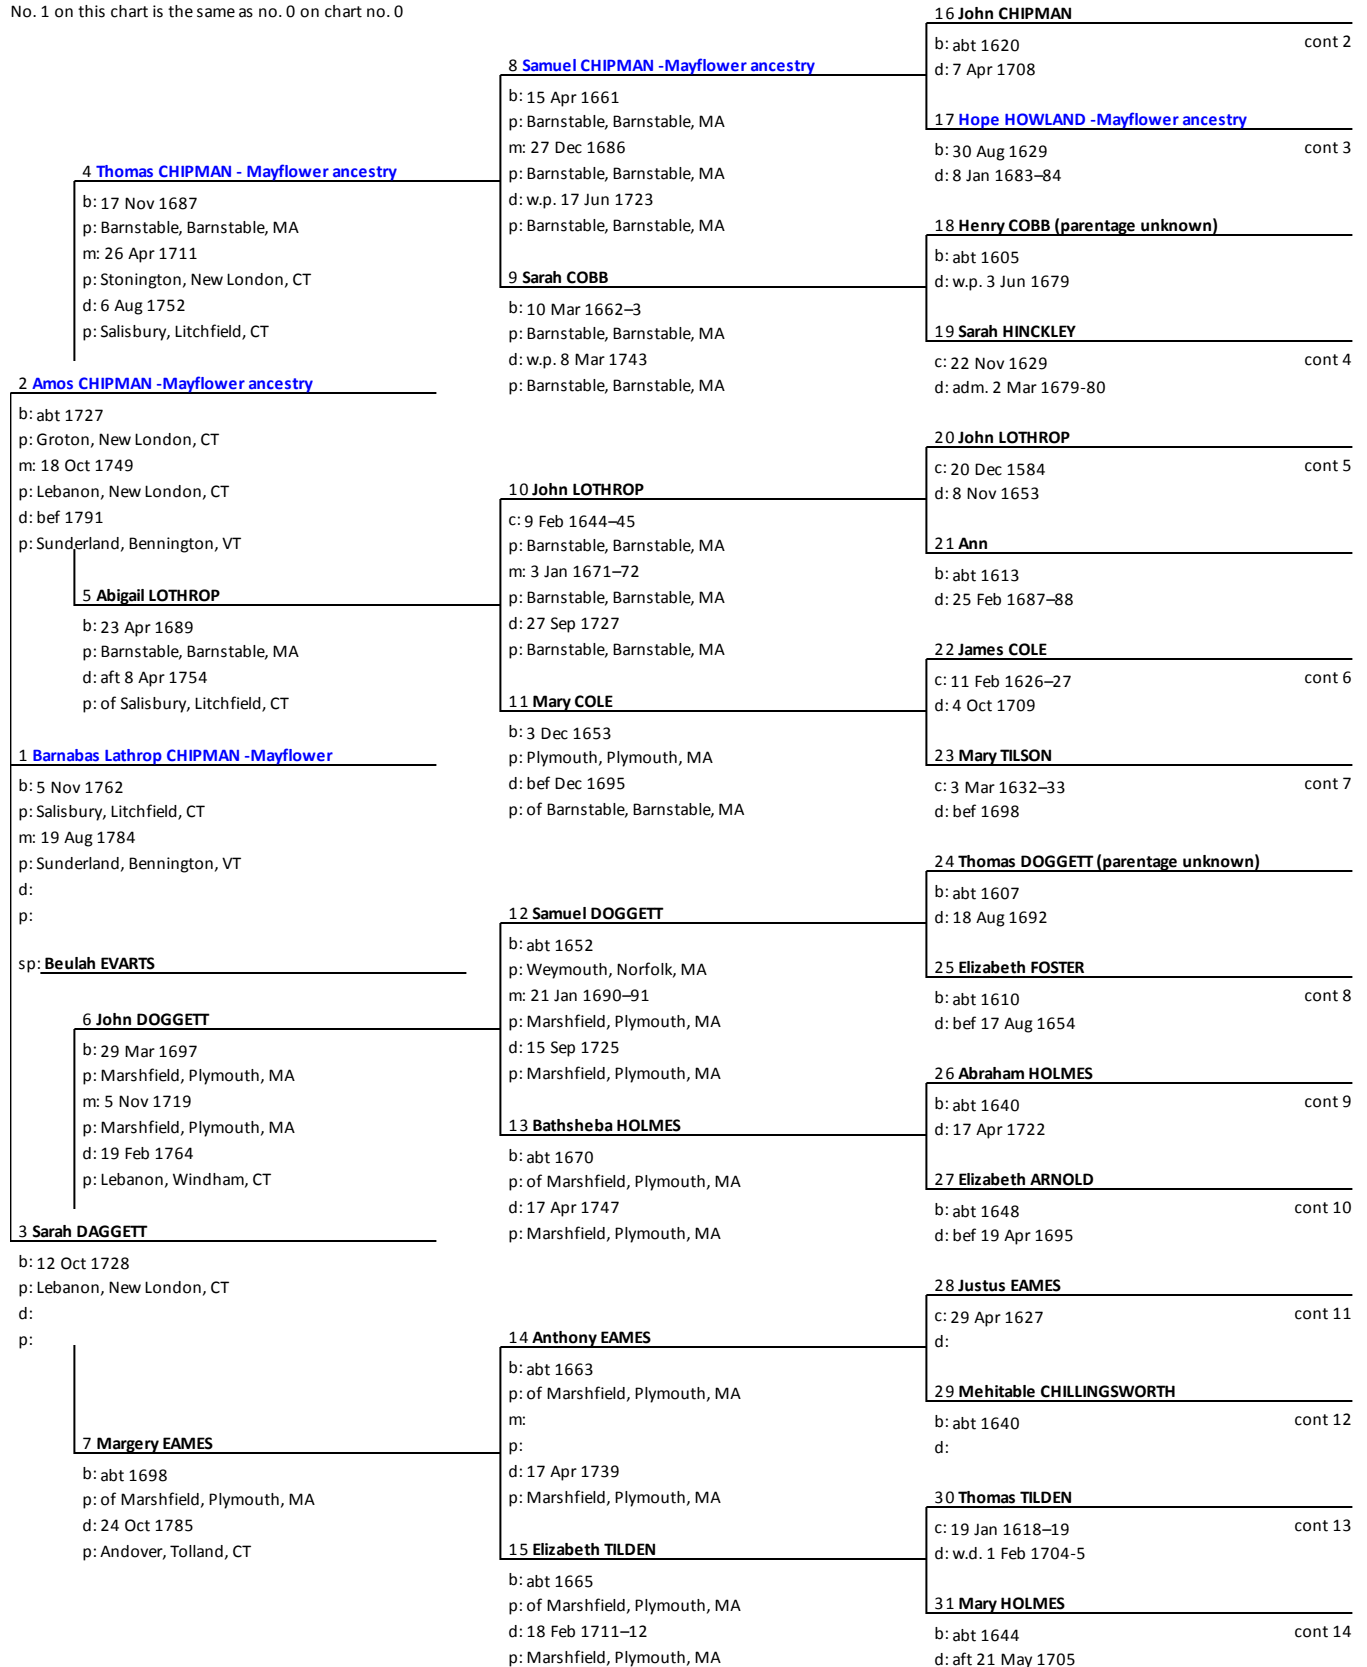 No. 1 on this chart is the same as no. 0 on chart no. 0
16 John CHIPMAN
b: abt 1620
cont 2
d: 7 Apr 1708
8 Samuel CHIPMAN -Mayflower ancestry
b: 15 Apr 1661
p: Barnstable, Barnstable, MA
m: 27 Dec 1686
p: Barnstable, Barnstable, MA
d: w.p. 17 Jun 1723
p: Barnstable, Barnstable, MA
17 Hope HOWLAND -Mayflower ancestry
b: 30 Aug 1629
cont 3
d: 8 Jan 1683–84
4 Thomas CHIPMAN - Mayflower ancestry
b: 17 Nov 1687
p: Barnstable, Barnstable, MA
m: 26 Apr 1711
p: Stonington, New London, CT
d: 6 Aug 1752
p: Salisbury, Litchfield, CT
18 Henry COBB (parentage unknown)
b: abt 1605
d: w.p. 3 Jun 1679
9 Sarah COBB
b: 10 Mar 1662–3
p: Barnstable, Barnstable, MA
d: w.p. 8 Mar 1743
p: Barnstable, Barnstable, MA
19 Sarah HINCKLEY
c: 22 Nov 1629
cont 4
d: adm. 2 Mar 1679-80
2 Amos CHIPMAN -Mayflower ancestry
b: abt 1727
p: Groton, New London, CT
m: 18 Oct 1749
p: Lebanon, New London, CT
d: bef 1791
p: Sunderland, Bennington, VT
20 John LOTHROP
c: 20 Dec 1584
cont 5
d: 8 Nov 1653
10 John LOTHROP
c: 9 Feb 1644–45
p: Barnstable, Barnstable, MA
m: 3 Jan 1671–72
p: Barnstable, Barnstable, MA
d: 27 Sep 1727
p: Barnstable, Barnstable, MA
21 Ann
b: abt 1613
d: 25 Feb 1687–88
5 Abigail LOTHROP
b: 23 Apr 1689
p: Barnstable, Barnstable, MA
d: aft 8 Apr 1754
p: of Salisbury, Litchfield, CT
22 James COLE
c: 11 Feb 1626–27
cont 6
d: 4 Oct 1709
11 Mary COLE
b: 3 Dec 1653
p: Plymouth, Plymouth, MA
d: bef Dec 1695
p: of Barnstable, Barnstable, MA
23 Mary TILSON
c: 3 Mar 1632–33
cont 7
d: bef 1698
1 Barnabas Lathrop CHIPMAN -Mayflower
b: 5 Nov 1762
p: Salisbury, Litchfield, CT
m: 19 Aug 1784
p: Sunderland, Bennington, VT
d:
p:
24 Thomas DOGGETT (parentage unknown)
b: abt 1607
d: 18 Aug 1692
12 Samuel DOGGETT
b: abt 1652
p: Weymouth, Norfolk, MA
m: 21 Jan 1690–91
p: Marshfield, Plymouth, MA
d: 15 Sep 1725
p: Marshfield, Plymouth, MA
sp: Beulah EVARTS
25 Elizabeth FOSTER
b: abt 1610
cont 8
d: bef 17 Aug 1654
6 John DOGGETT
b: 29 Mar 1697
p: Marshfield, Plymouth, MA
m: 5 Nov 1719
p: Marshfield, Plymouth, MA
d: 19 Feb 1764
p: Lebanon, Windham, CT
26 Abraham HOLMES
b: abt 1640
cont 9
d: 17 Apr 1722
13 Bathsheba HOLMES
b: abt 1670
p: of Marshfield, Plymouth, MA
d: 17 Apr 1747
p: Marshfield, Plymouth, MA
27 Elizabeth ARNOLD
b: abt 1648
cont 10
d: bef 19 Apr 1695
3 Sarah DAGGETT
b: 12 Oct 1728
p: Lebanon, New London, CT
d:
p:
28 Justus EAMES
c: 29 Apr 1627
cont 11
d:
14 Anthony EAMES
b: abt 1663
p: of Marshfield, Plymouth, MA
m:
p:
d: 17 Apr 1739
p: Marshfield, Plymouth, MA
29 Mehitable CHILLINGSWORTH
b: abt 1640
cont 12
d:
7 Margery EAMES
b: abt 1698
p: of Marshfield, Plymouth, MA
d: 24 Oct 1785
p: Andover, Tolland, CT
30 Thomas TILDEN
c: 19 Jan 1618–19
cont 13
d: w.d. 1 Feb 1704-5
15 Elizabeth TILDEN
b: abt 1665
p: of Marshfield, Plymouth, MA
d: 18 Feb 1711–12
p: Marshfield, Plymouth, MA
31 Mary HOLMES
b: abt 1644
cont 14
d: aft 21 May 1705